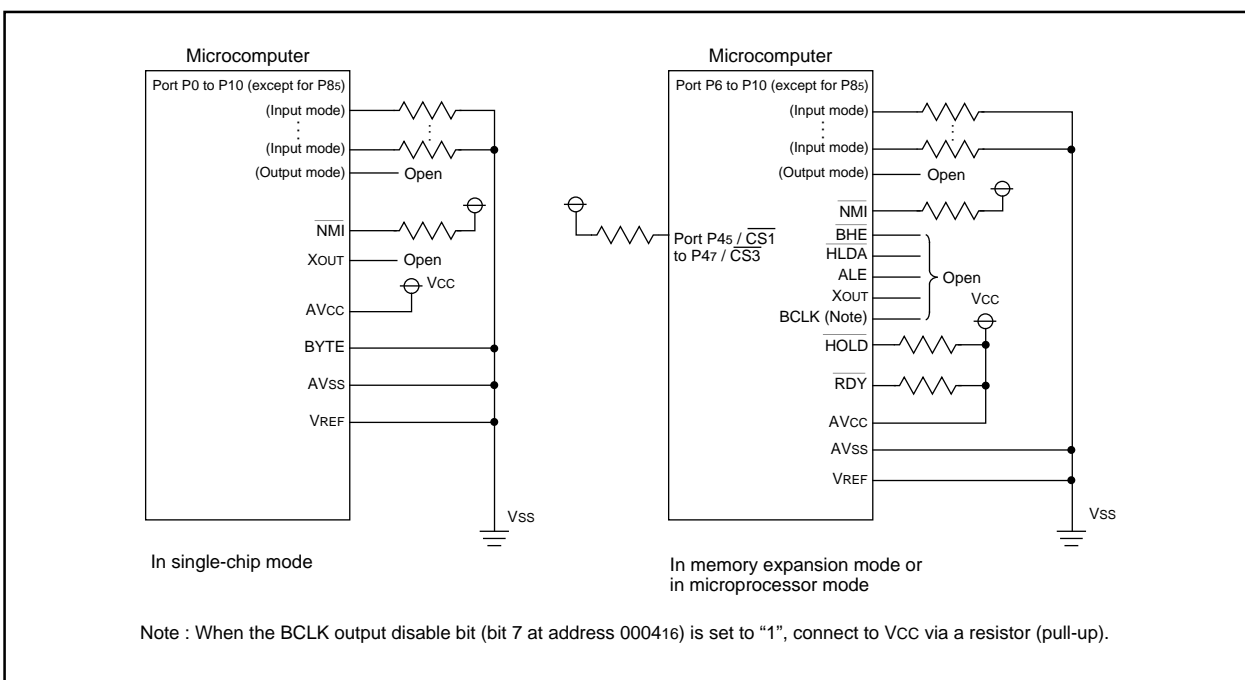 Microcomputer
Port P0 to P10 (except for P85)
(Input mode)
(Input mode)
(Output mode)
Open
NMI
XOUT
Open
VCC
AVCC
BYTE
AVSS
VREF
VSS
In single-chip mode
Microcomputer
Port P6 to P10 (except for P85)
(Input mode)
(Input mode)
(Output mode)
Open
NMI
Port P45 / CS1
to P47 / CS3
BHE
HLDA
ALE
Open
XOUT
VCC
BCLK (Note)
HOLD
RDY
AVCC
AVSS
VREF
VSS
In memory expansion mode or
in microprocessor mode
Note : When the BCLK output disable bit (bit 7 at address 000416) is set to “1”, connect to VCC via a resistor (pull-up).